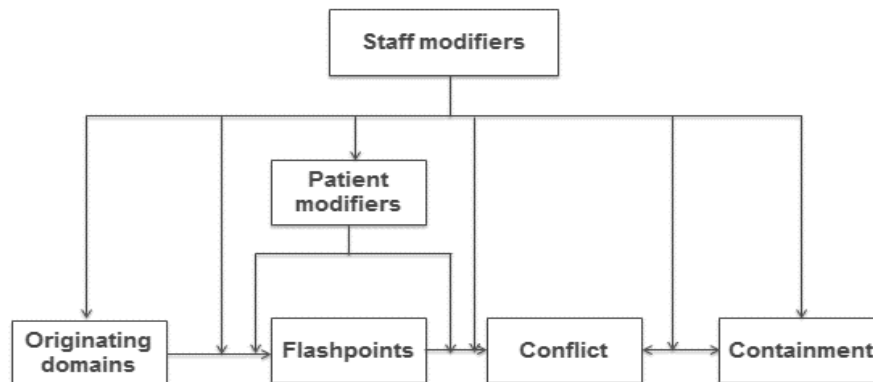 Staff modifiers
Patient
modifiers
Originating
domains
Flashpoints
Conflict
Containment